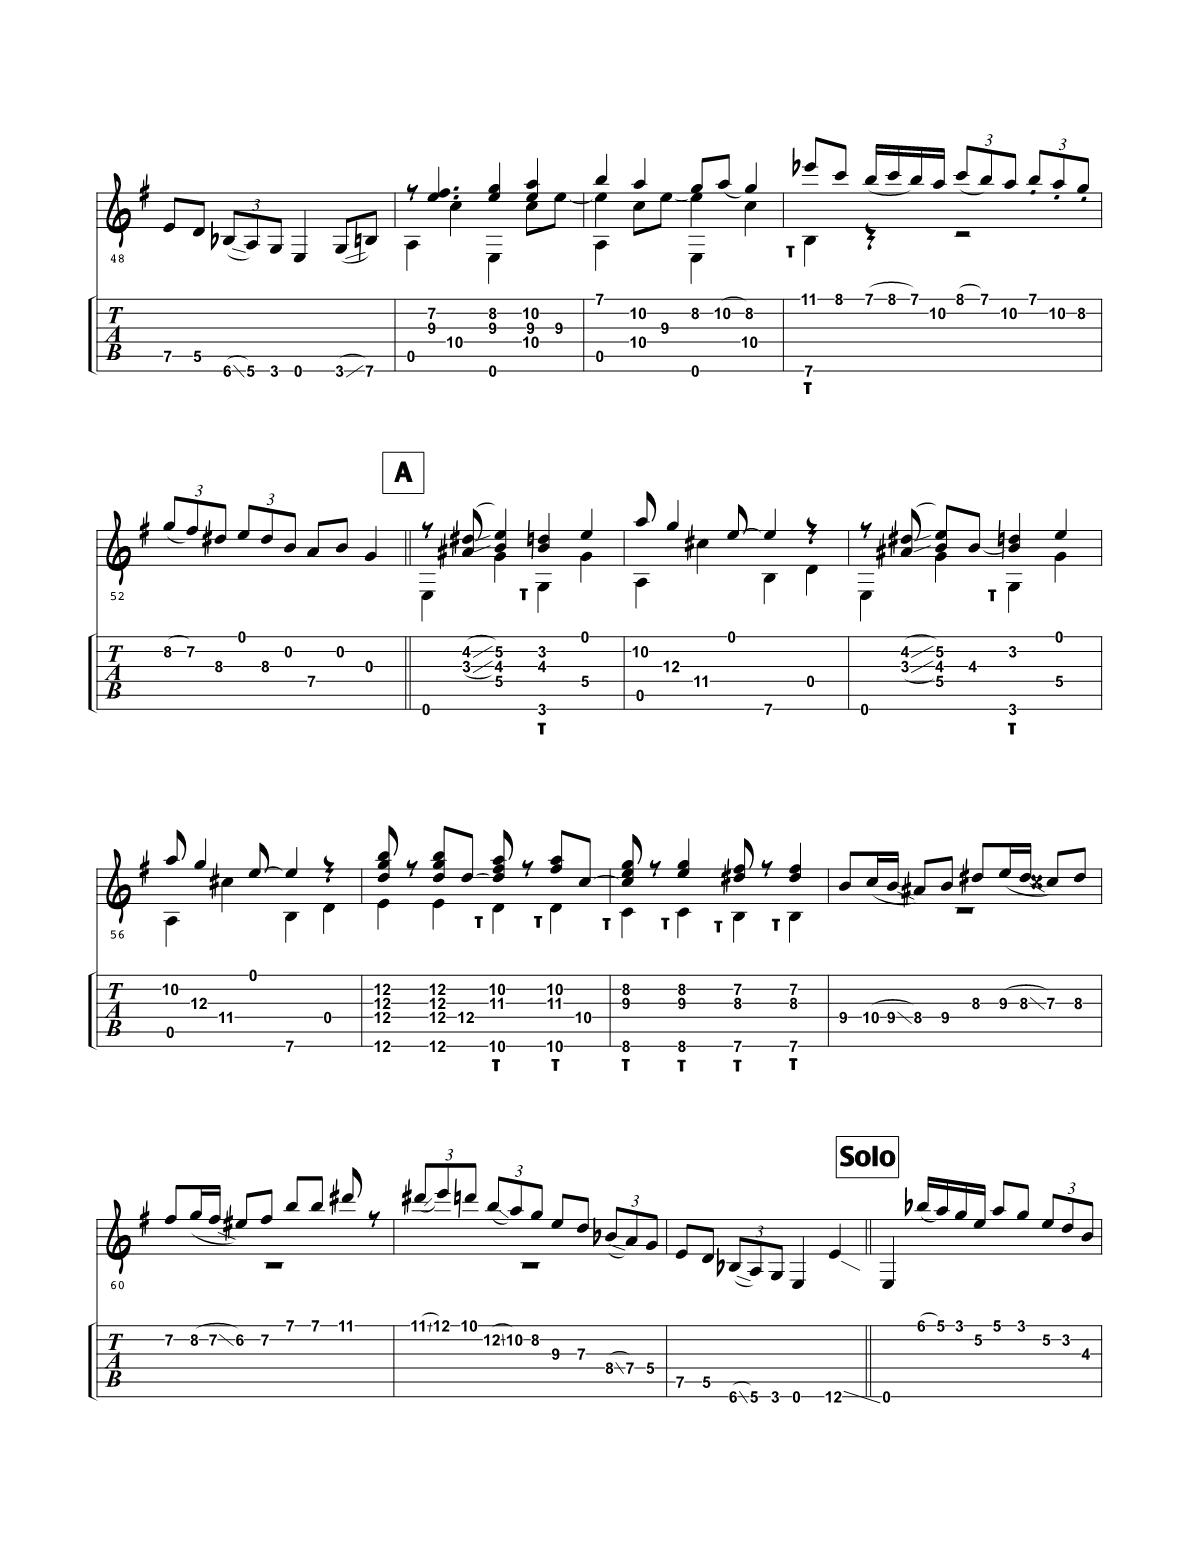 3 3
3
T
48
7 11 8 7 8 7 8 7 7
T 7 8 10 10 8 10 8 10 10 10 8
9 9 9 9 9
A 10 10 10 10
B 7 5 0 0
6 5 3 0 3 7 0 0 7
T
A
3 3
T T
52
0 0 0 0
T 8 7 0 0 4 5 3 10 4 5 3
8 8 0 3 4 4 12 3 4 4
A 7 5 5 11 0 5 5
B 0
0 3 7 0 3
T T
T T T T T T
56
0
T 10 12 12 10 10 8 8 7 7
12 12 12 11 11 9 9 8 8 8 9 8 7 8
A 11 0 12 12 12 10 9 10 9 8 9
B 0
7 12 12 10 10 8 8 7 7
T T T T T T
Solo
3 3 3 3 3
60
7 7 11 11 12 10 6 5 3 5 3
T 7 8 7 6 7 12 10 8 5 5 3
9 7 4
A 8 7 5
B 7 5
6 5 3 0 12 0